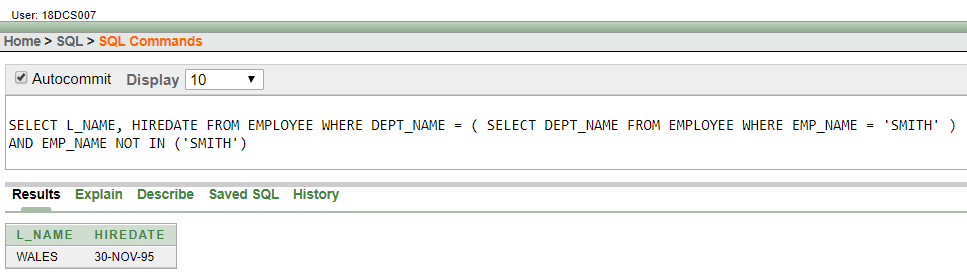 User: 18DCS007
Home > SQL > SQL Commands
Autocommit Display 10
SELECT L_NAME, HIREDATE FROM EMPLOYEE WHERE DEPT_NAME = ( SELECT DEPT_NAME FROM EMPLOYEE WHERE EMP_NAME = 'SMITH' )
AND EMP_NAME NOT IN ('SMITH')
Results Explain Describe Saved SQL History
L_NAME HIREDATE
WALES 30-NOV-95